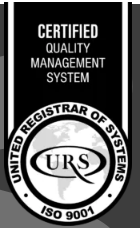 CERTIFIED
QUALITY
MANAGEMENT
SYSTEM
UNITED REGISTRAR OF SYSTEMS
URS
ISO 9001